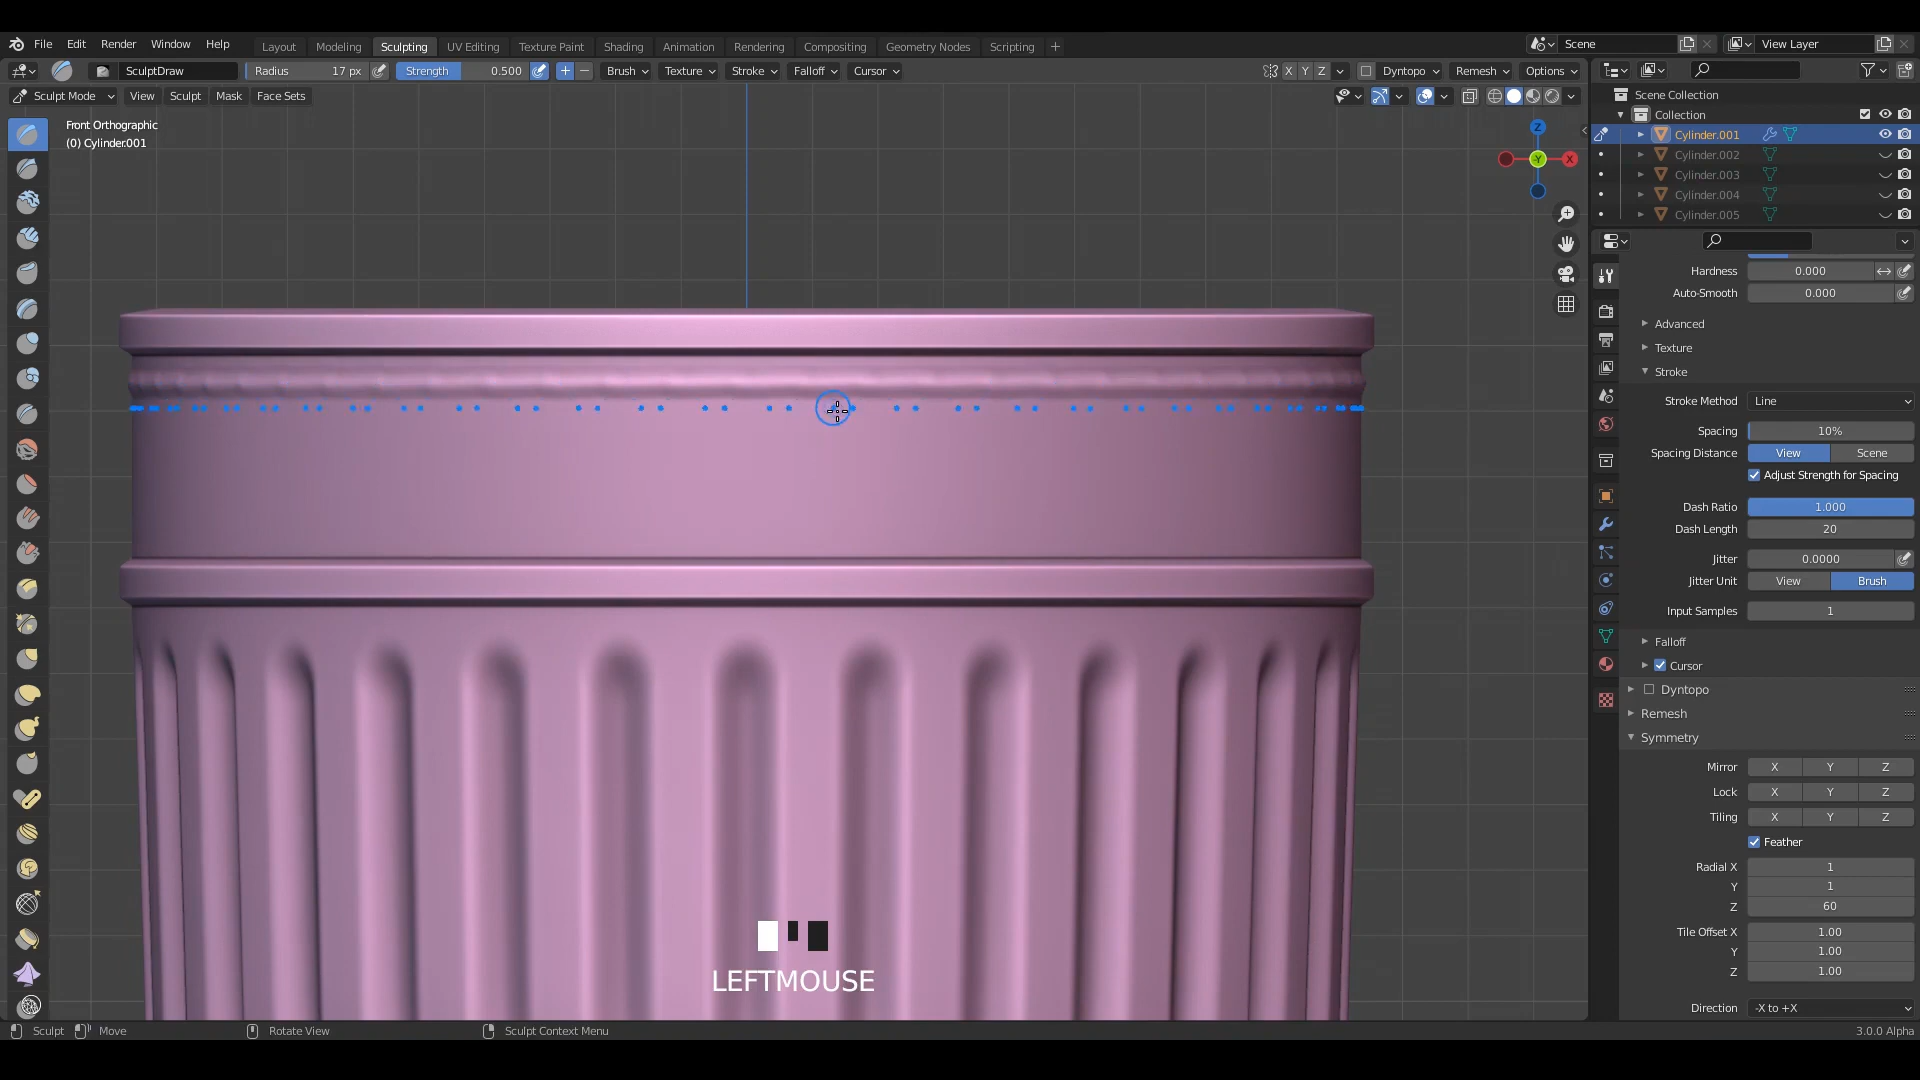 File Edit Render Window Help Layout Modeling Sculpting UV Editing Texture Paint Shading Animation Rendering Compositing Geometry Nodes Scripting + Scene View Layer
SculptDraw Radius 17 px Strength 0.500 + − Brush Texture Stroke Falloff Cursor X Y Z Dyntopo Remesh Options
Sculpt Mode View Sculpt Mask Face Sets
Front Orthographic
(0) Cylinder.001
Z
Y
X
Scene Collection
Collection
Cylinder.001
Cylinder.002
Cylinder.003
Cylinder.004
Cylinder.005
Hardness 0.000
Auto-Smooth 0.000
Advanced
Texture
Stroke
Stroke Method Line
Spacing 10%
Spacing Distance View Scene
Adjust Strength for Spacing
Dash Ratio 1.000
Dash Length 20
Jitter 0.0000
Jitter Unit View Brush
Input Samples 1
Falloff
Cursor
Dyntopo
Remesh
Symmetry
Mirror X Y Z
Lock X Y Z
Tiling X Y Z
Feather
Radial X 1
Y 1
Z 60
Tile Offset X 1.00
Y 1.00
Z 1.00
Direction -X to +X
LEFTMOUSE
Sculpt Move Rotate View Sculpt Context Menu 3.0.0 Alpha